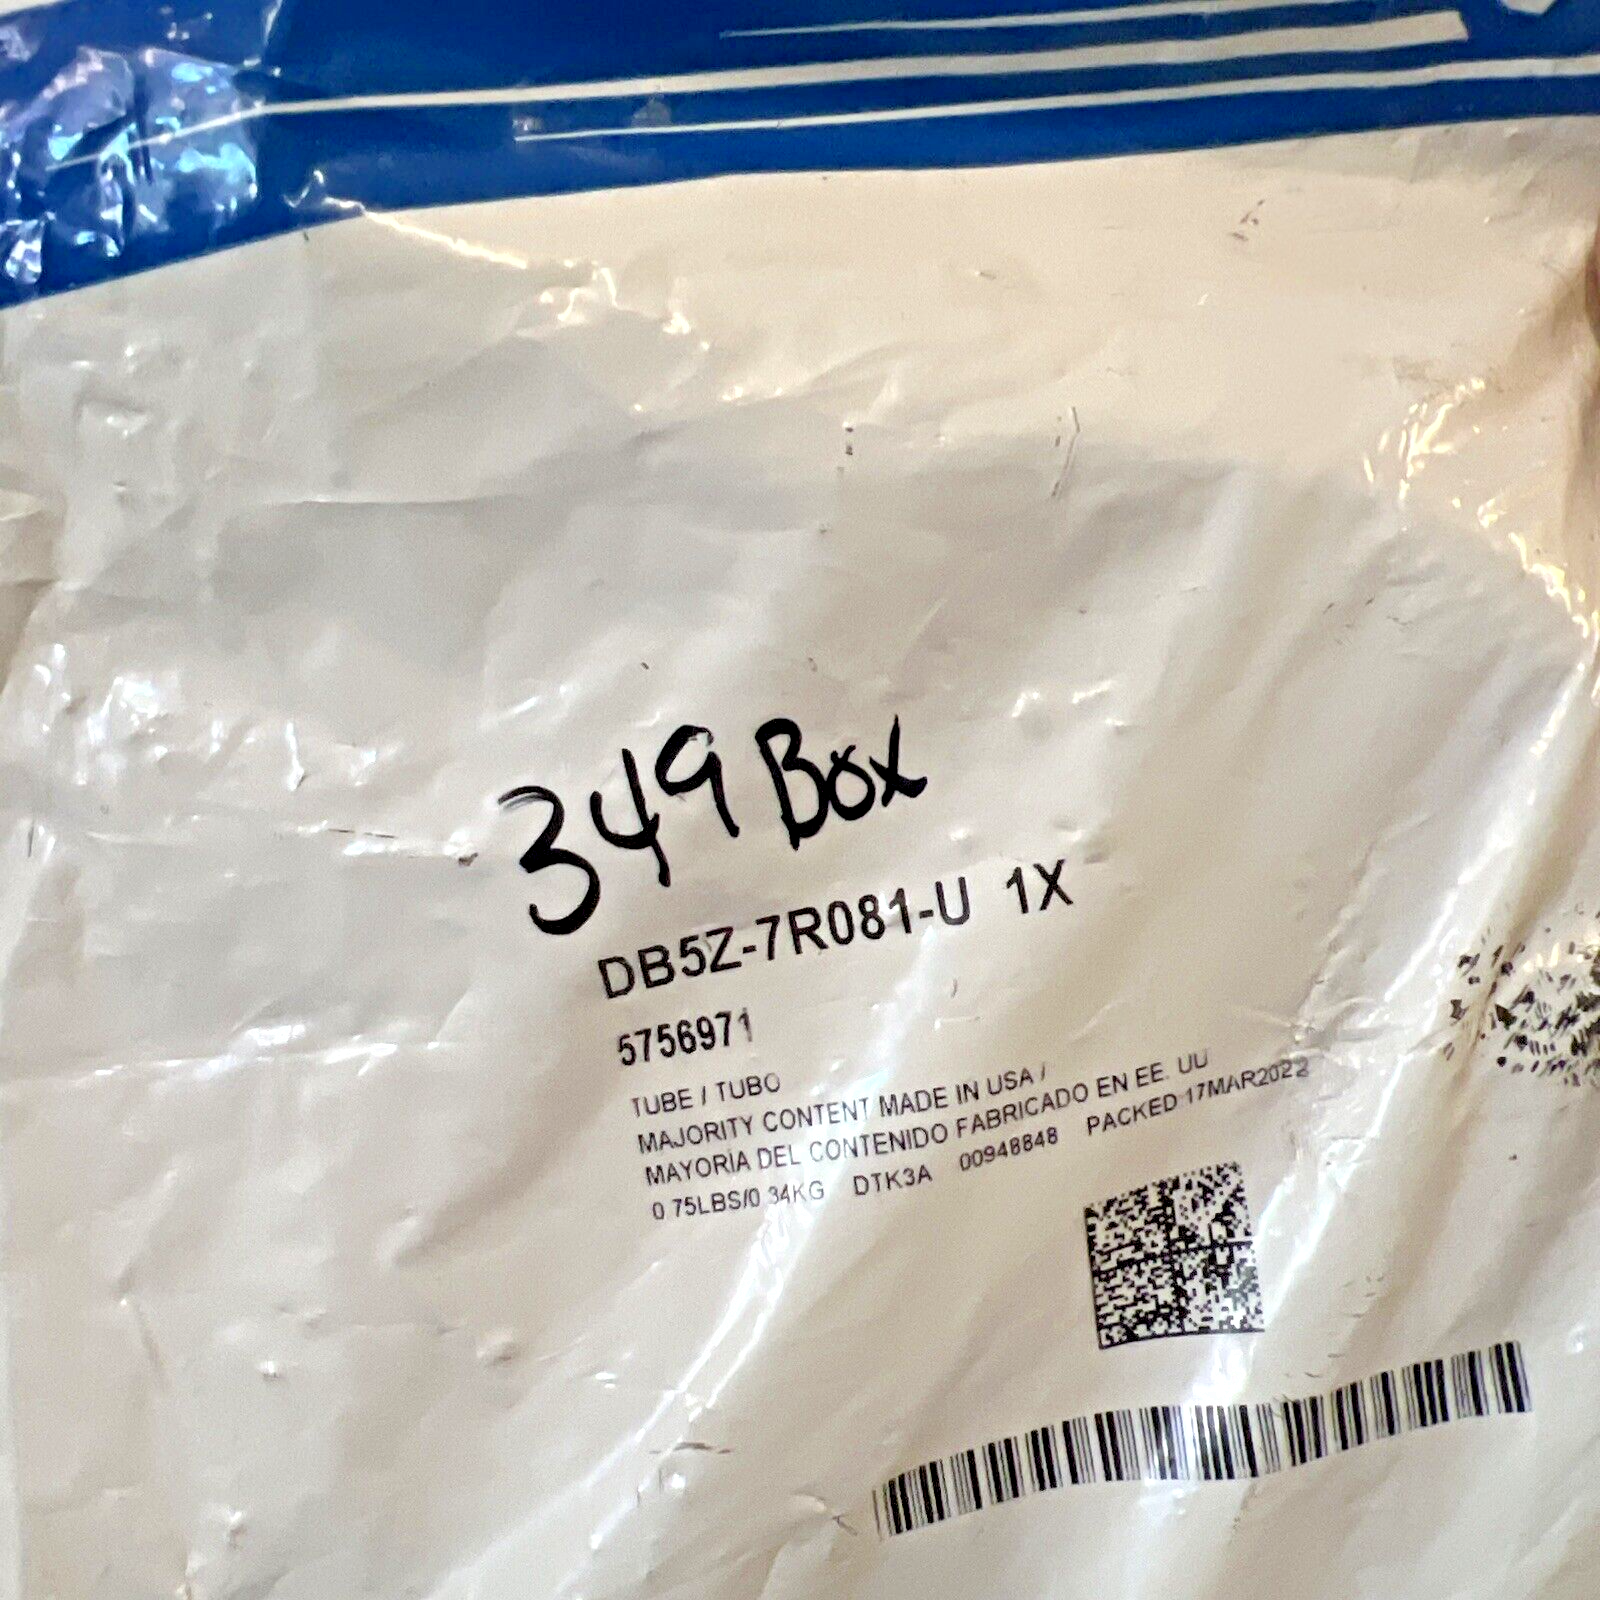 349 Box
DB5Z-7R081-U 1X
5756971
TUBE / TUBO
MAJORITY CONTENT MADE IN USA /
MAYORIA DEL CONTENIDO FABRICADO EN EE. UU
0.75LBS/0.34KG DTK3A 00948848 PACKED:17MAR2022